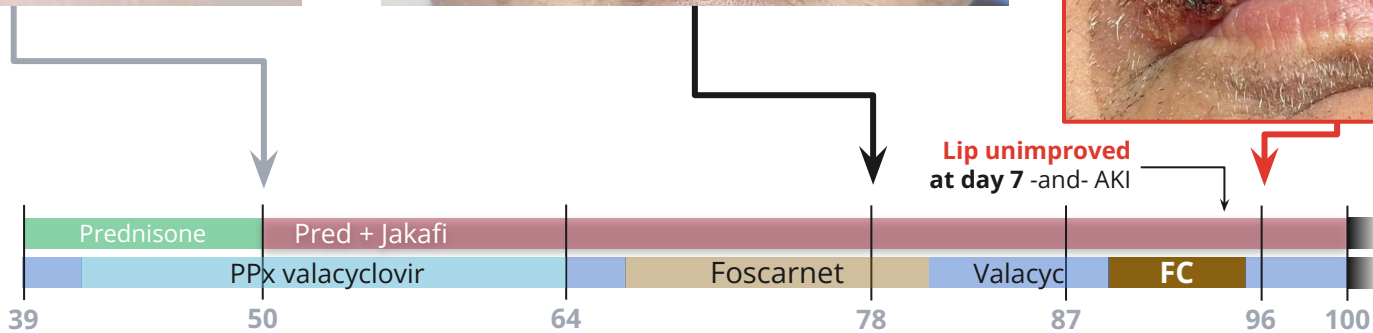 Lip unimproved
at day 7 -and- AKI
Prednisone
Pred + Jakafi
PPx valacyclovir
Foscarnet
Valacyc
FC
39
50
64
78
87
96
100